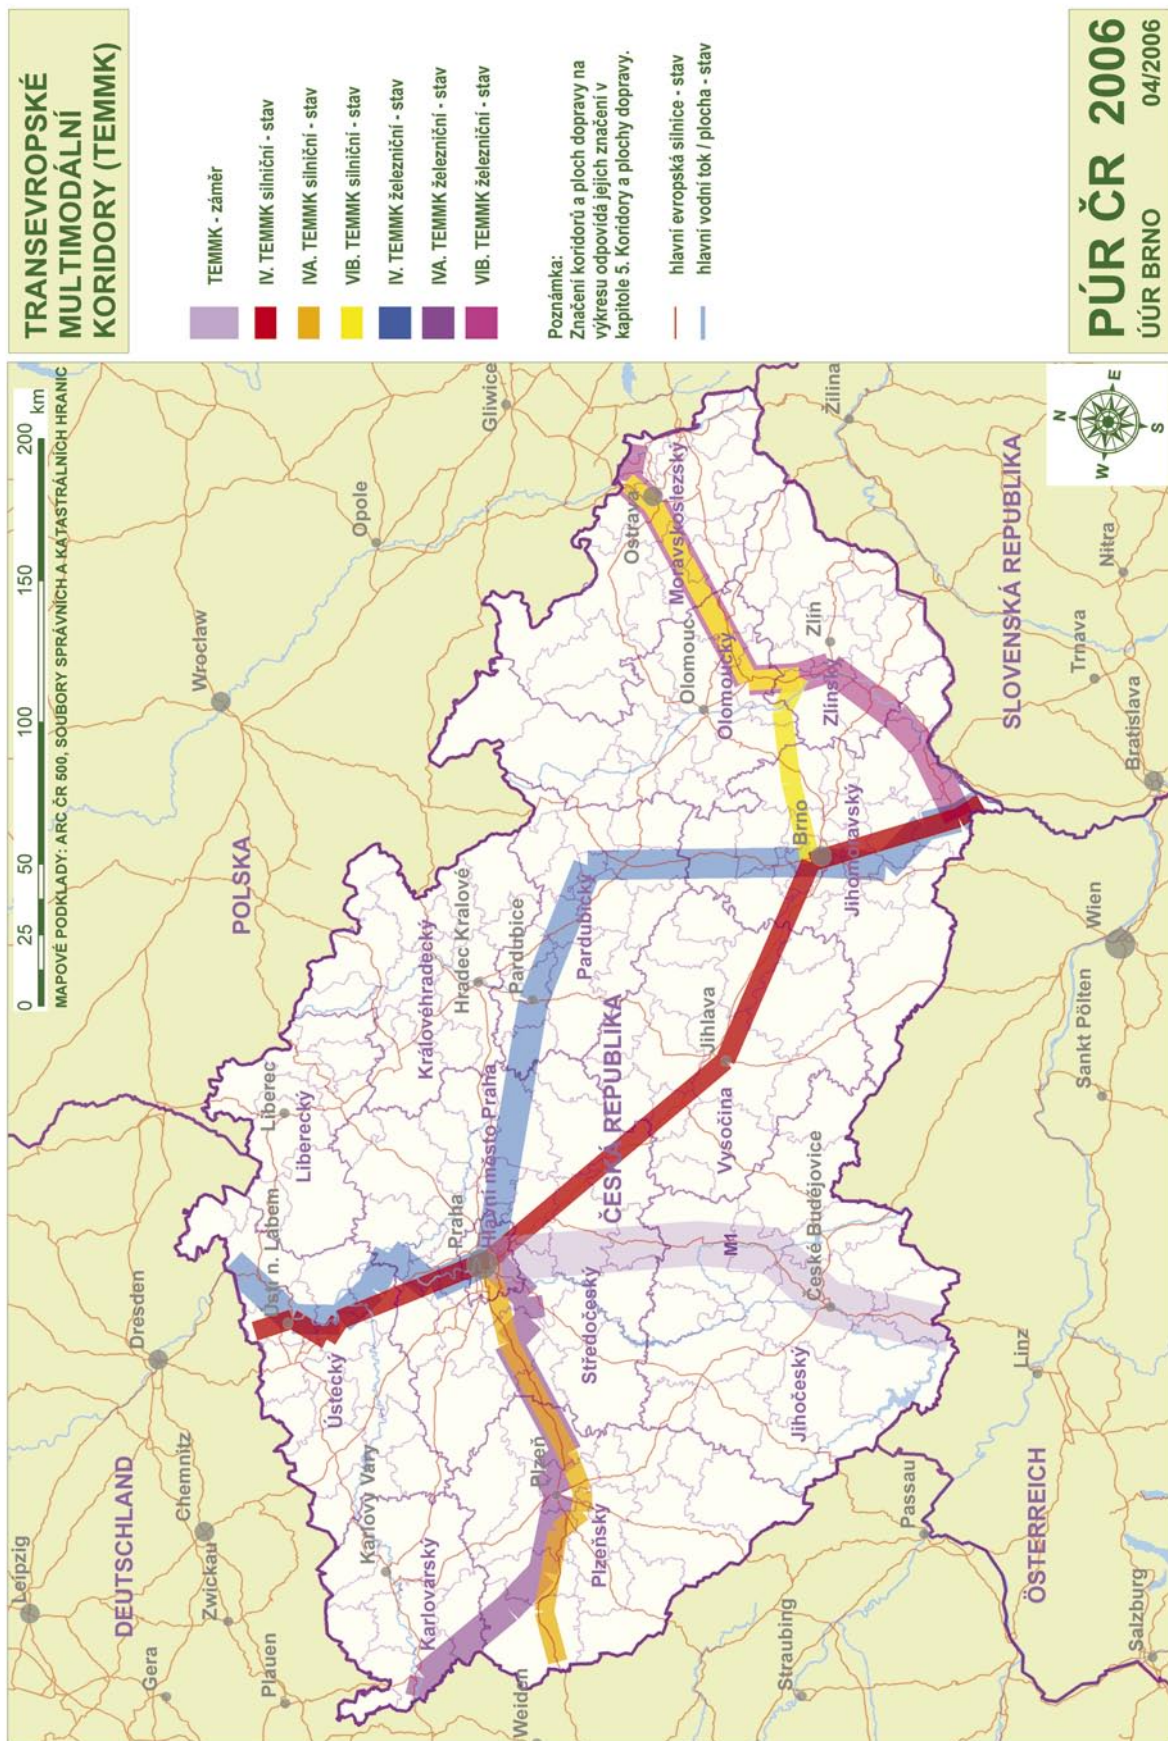 TRANSEVROPSKÉ
MULTIMODÁLNÍ
KORIDORY (TEMMK)
TEMMK - záměr
IV. TEMMK silniční - stav
IVA. TEMMK silniční - stav
VIB. TEMMK silniční - stav
IV. TEMMK železniční - stav
IVA. TEMMK železniční - stav
VIB. TEMMK železniční - stav
Poznámka:
Značení koridorů a ploch dopravy na
výkresu odpovídá jejich značení v
kapitole 5. Koridory a plochy dopravy.
hlavní evropská silnice - stav
hlavní vodní tok / plocha - stav
PÚR ČR 2006
ÚÚR BRNO 04/2006
0 25 50 100 150 200 km
MAPOVÉ PODKLADY: ARC ČR 500, SOUBORY SPRÁVNÍCH A KATASTRÁLNÍCH HRANIC
Leipzig
DEUTSCHLAND
Gera
Zwickau
Chemnitz
Dresden
Plauen
Weiden
POLSKA
Wrocław
Opole
Gliwice
Liberec
Liberecký
Ústí n. Labem
Ústecký
Karlovy Vary
Karlovarský
Královéhradecký
Hradec Králové
Praha
Hlavní město Praha
Pardubice
Pardubický
Plzeň
Plzeňský
Středočeský
ČESKÁ REPUBLIKA
Ostrava
Moravskoslezský
Olomouc
Olomoucký
Jihlava
Vysočina
M1
Brno
Jihomoravský
Zlín
Zlínský
České Budějovice
Jihočeský
Žilina
SLOVENSKÁ REPUBLIKA
Nitra
Trnava
Bratislava
Wien
Sankt Pölten
Linz
Passau
Straubing
ÖSTERREICH
Salzburg
N
W E
S